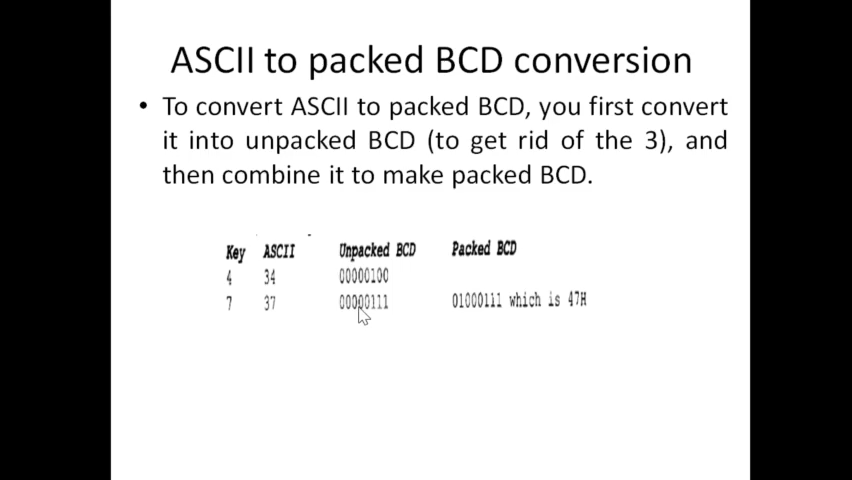 ASCII to packed BCD conversion
• To convert ASCII to packed BCD, you first convert
it into unpacked BCD (to get rid of the 3), and
then combine it to make packed BCD.
Key ASCII Unpacked BCD Packed BCD
4 34 00000100
7 37 00000111 01000111 which is 47H